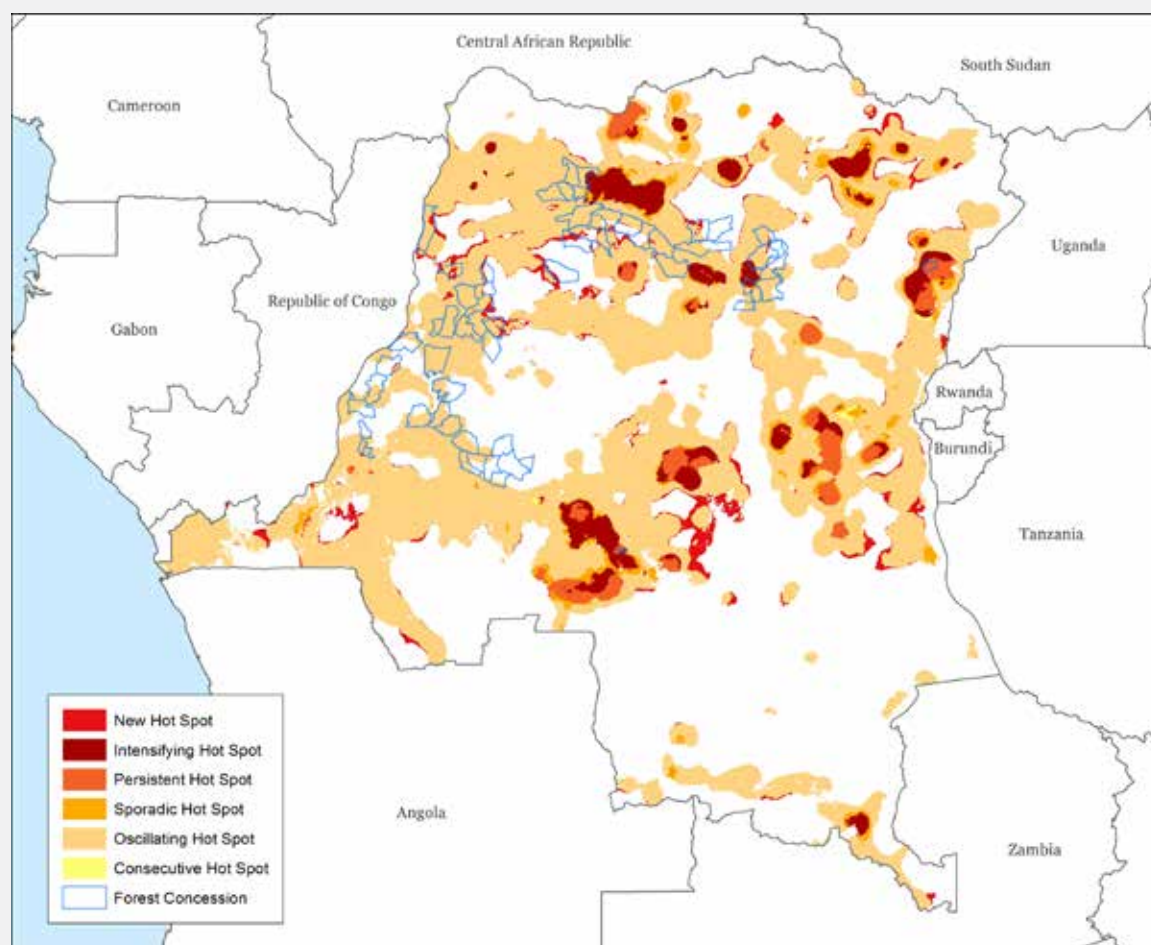 Central African Republic
South Sudan
Cameroon
Uganda
Republic of Congo
Gabon
Rwanda
Burundi
Tanzania
New Hot Spot
Intensifying Hot Spot
Persistent Hot Spot
Sporadic Hot Spot
Oscillating Hot Spot
Consecutive Hot Spot
Forest Concession
Angola
Zambia